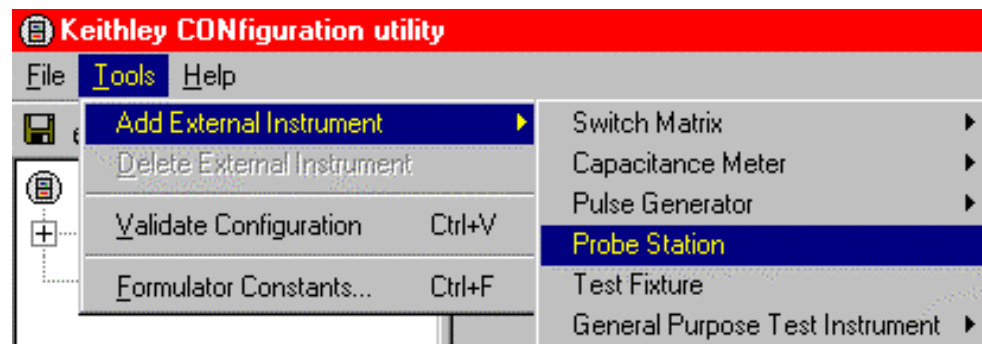 Keithley CONfiguration utility
File Tools Help
Add External Instrument
Delete External Instrument
Validate Configuration Ctrl+V
Formulator Constants... Ctrl+F
Switch Matrix
Capacitance Meter
Pulse Generator
Probe Station
Test Fixture
General Purpose Test Instrument